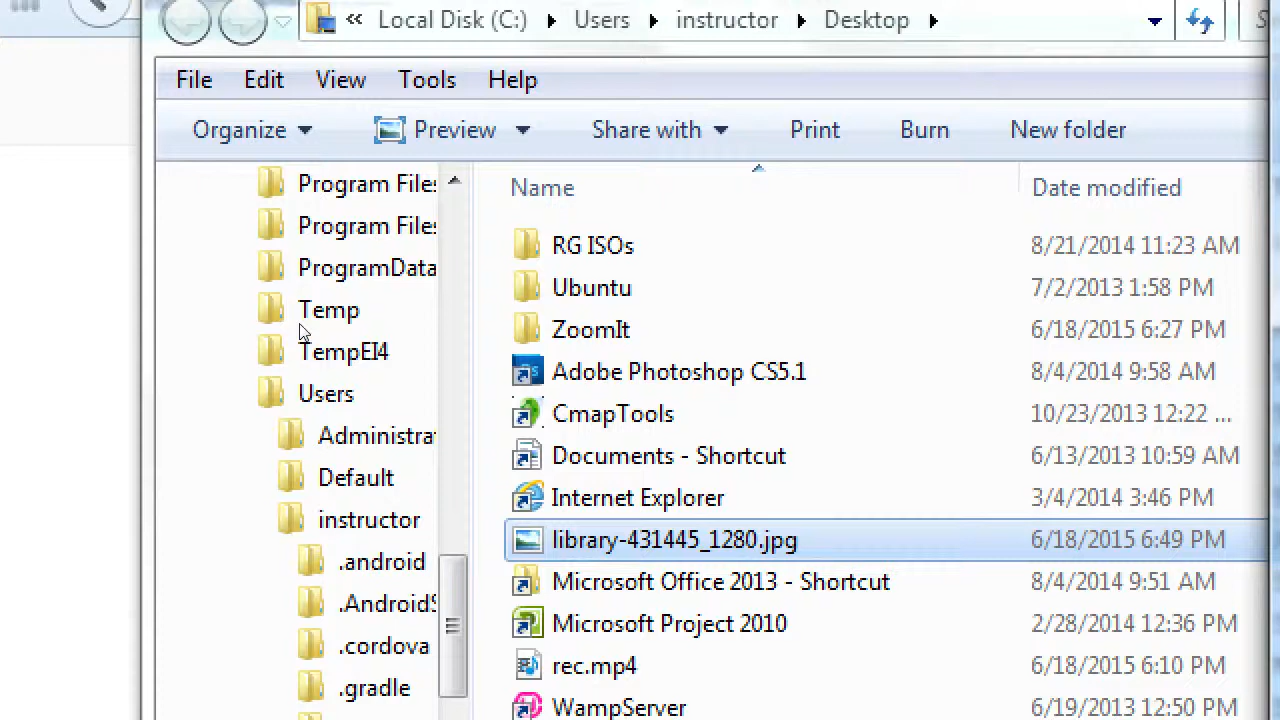 « Local Disk (C:) ▸ Users ▸ instructor ▸ Desktop ▸
File Edit View Tools Help
Organize Preview Share with Print Burn New folder
Program Files
Program Files
ProgramData
Temp
TempEI4
Users
Administra
Default
instructor
.android
.AndroidS
.cordova
.gradle
Name Date modified
RG ISOs 8/21/2014 11:23 AM
Ubuntu 7/2/2013 1:58 PM
ZoomIt 6/18/2015 6:27 PM
Adobe Photoshop CS5.1 8/4/2014 9:58 AM
CmapTools 10/23/2013 12:22 ...
Documents - Shortcut 6/13/2013 10:59 AM
Internet Explorer 3/4/2014 3:46 PM
library-431445_1280.jpg 6/18/2015 6:49 PM
Microsoft Office 2013 - Shortcut 8/4/2014 9:51 AM
Microsoft Project 2010 2/28/2014 12:36 PM
rec.mp4 6/18/2015 6:10 PM
WampServer 6/19/2013 12:50 PM